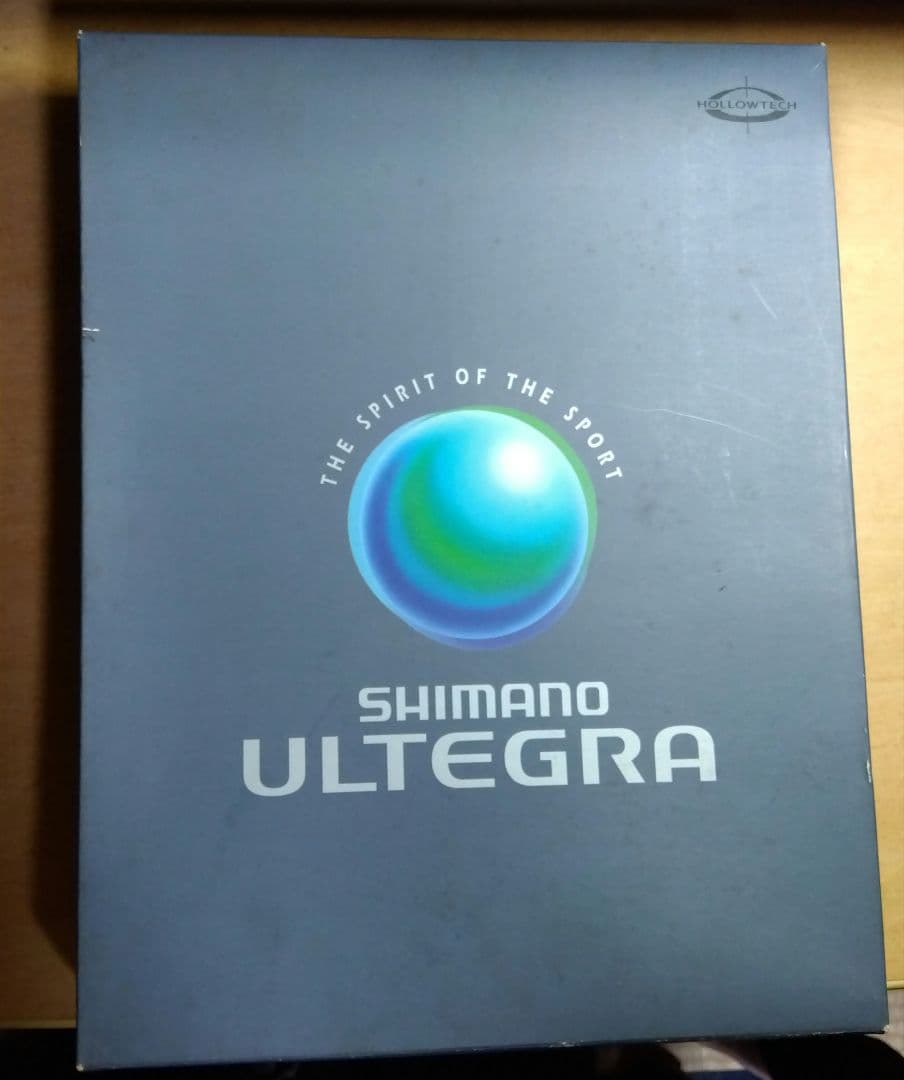 HOLLOWTECH
THE SPIRIT OF THE SPORT
SHIMANO
ULTEGRA